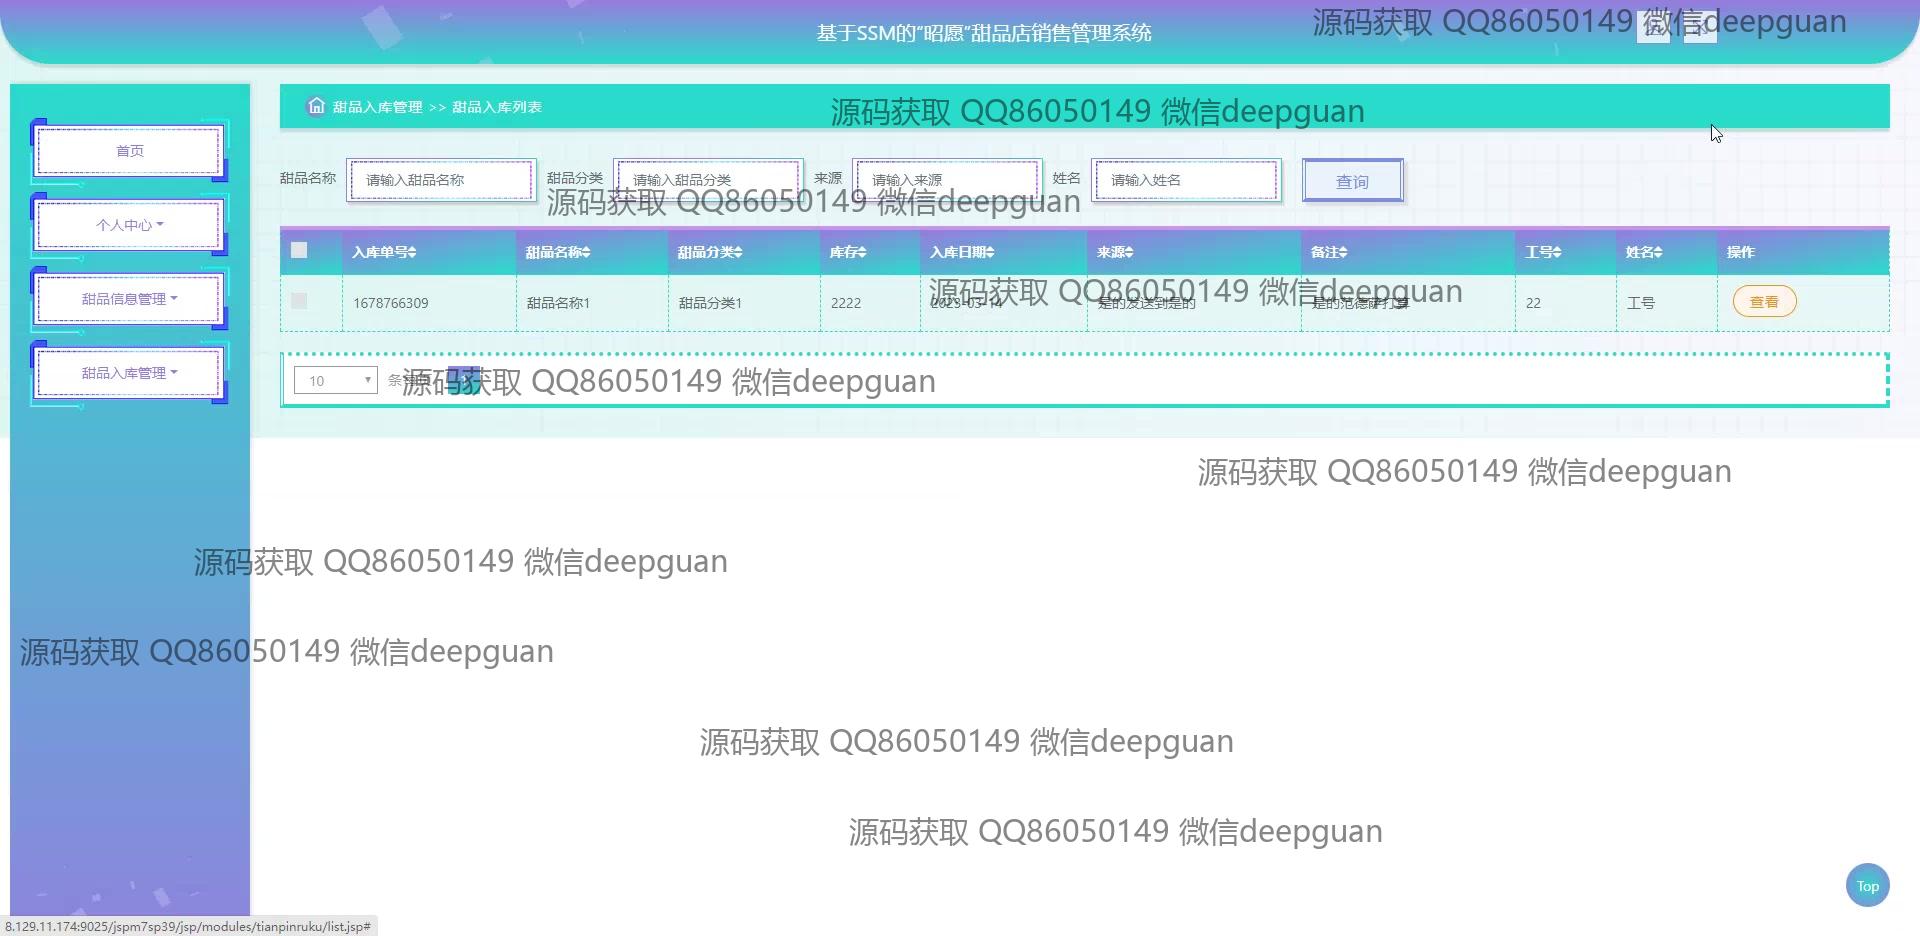 基于SSM的“昭愿”甜品店销售管理系统
源码获取 QQ86050149 微信deepguan
甜品入库管理 >> 甜品入库列表
源码获取 QQ86050149 微信deepguan
首页
个人中心
甜品信息管理
甜品入库管理
甜品名称 请输入甜品名称 甜品分类 请输入甜品分类 来源 请输入来源 姓名 请输入姓名 查询
源码获取 QQ86050149 微信deepguan
入库单号 甜品名称 甜品分类 库存 入库日期 来源 备注 工号 姓名 操作
1678766309 甜品名称1 甜品分类1 2222 2023-03-14 是的发送到是的 22 工号 查看
源码获取 QQ86050149 微信deepguan
10
源码获取 QQ86050149 微信deepguan
源码获取 QQ86050149 微信deepguan
源码获取 QQ86050149 微信deepguan
源码获取 QQ86050149 微信deepguan
源码获取 QQ86050149 微信deepguan
源码获取 QQ86050149 微信deepguan
Top
8.129.11.174:9025/jspm7sp39/jsp/modules/tianpinruku/list.jsp#